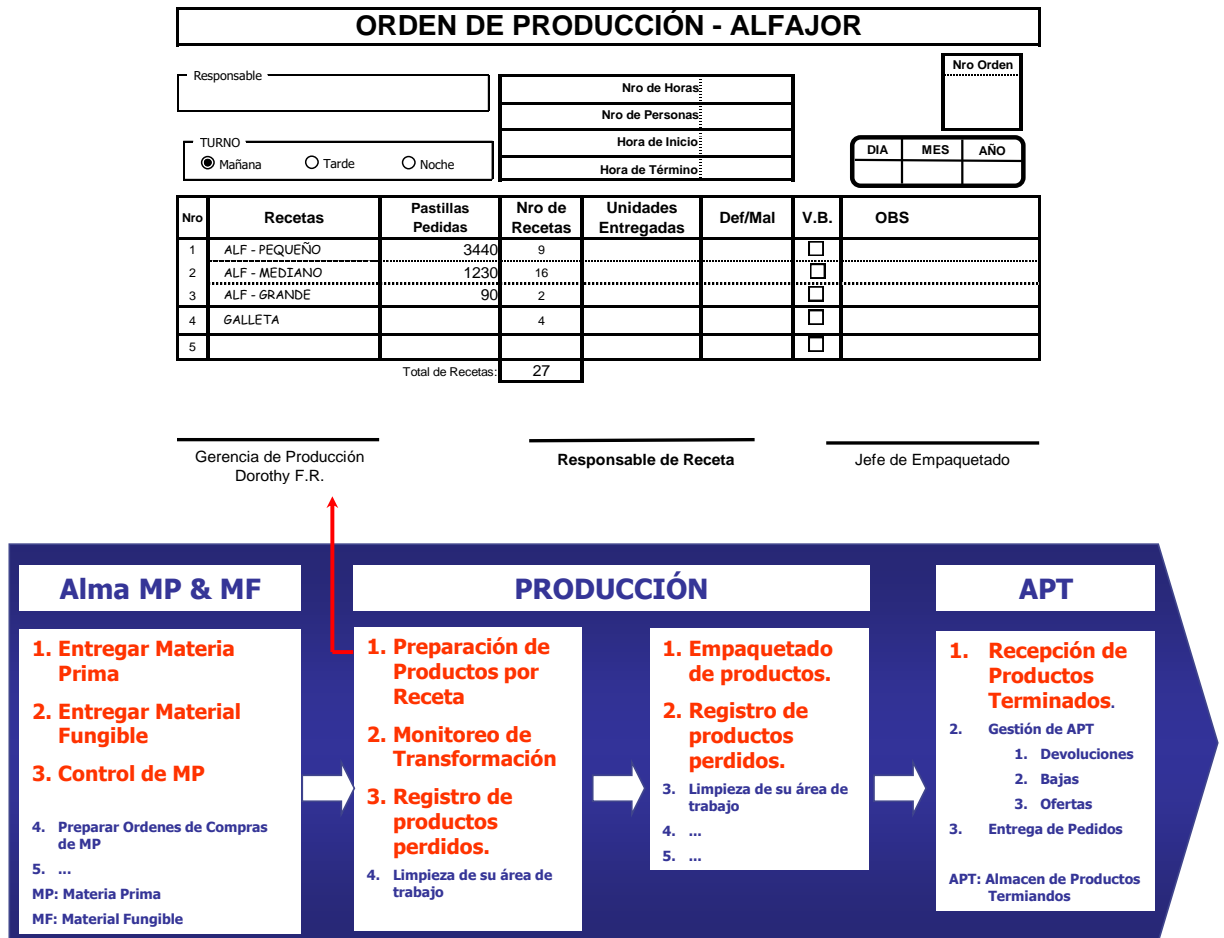 ORDEN DE PRODUCCIÓN - ALFAJOR
Responsable
Nro de Horas
Nro de Personas
Hora de Inicio
Hora de Término
Nro Orden
TURNO
Mañana Tarde Noche
DIA MES AÑO
Nro Recetas Pastillas Pedidas Nro de Recetas Unidades Entregadas Def/Mal V.B. OBS
1 ALF - PEQUEÑO 3440 9
2 ALF - MEDIANO 1230 16
3 ALF - GRANDE 90 2
4 GALLETA 4
5
Total de Recetas: 27
Gerencia de Producción
Dorothy F.R.
Responsable de Receta
Jefe de Empaquetado
Alma MP & MF
1. Entregar Materia
Prima
2. Entregar Material
Fungible
3. Control de MP
4. Preparar Ordenes de Compras
de MP
5. ...
MP: Materia Prima
MF: Material Fungible
PRODUCCIÓN
1. Preparación de
Productos por
Receta
2. Monitoreo de
Transformación
3. Registro de
productos
perdidos.
4. Limpieza de su área de
trabajo
1. Empaquetado
de productos.
2. Registro de
productos
perdidos.
3. Limpieza de su área de
trabajo
4. ...
5. ...
APT
1. Recepción de
Productos
Terminados.
2. Gestión de APT
1. Devoluciones
2. Bajas
3. Ofertas
3. Entrega de Pedidos
APT: Almacen de Productos
Termiandos